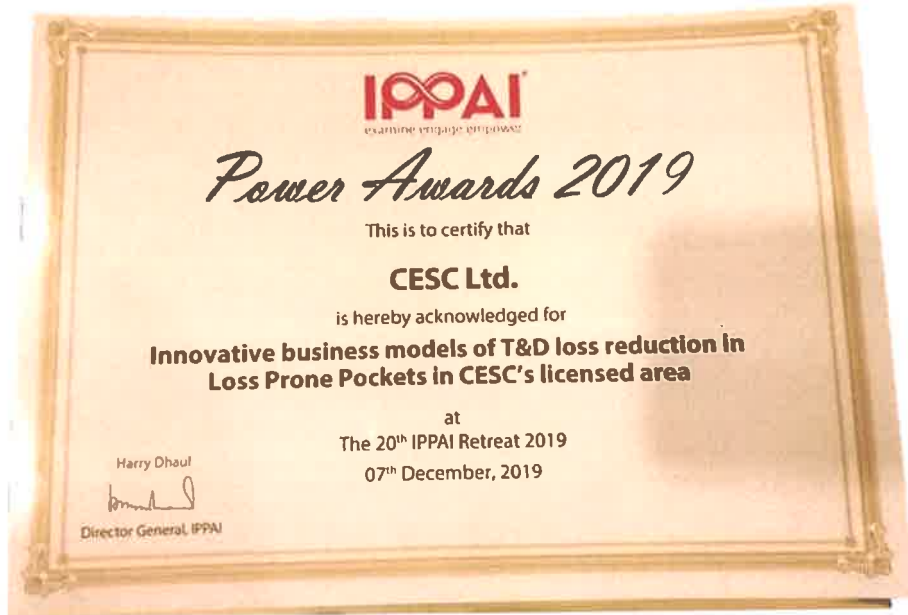 IPPAI
examine engage empower
Power Awards 2019
This is to certify that
CESC Ltd.
is hereby acknowledged for
Innovative business models of T&D loss reduction in
Loss Prone Pockets in CESC's licensed area
at
The 20th IPPAI Retreat 2019
07th December, 2019
Harry Dhaul
Director General, IPPAI